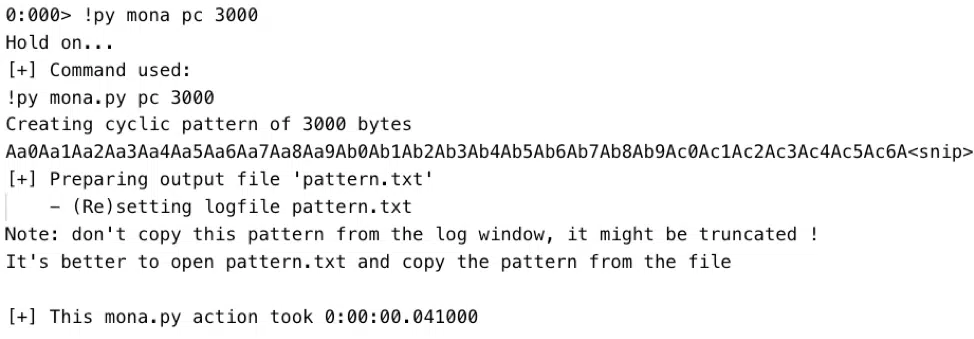 0:000> !py mona pc 3000
Hold on...
[+] Command used:
!py mona.py pc 3000
Creating cyclic pattern of 3000 bytes
Aa0Aa1Aa2Aa3Aa4Aa5Aa6Aa7Aa8Aa9Ab0Ab1Ab2Ab3Ab4Ab5Ab6Ab7Ab8Ab9Ac0Ac1Ac2Ac3Ac4Ac5Ac6A<snip>
[+] Preparing output file 'pattern.txt'
    - (Re)setting logfile pattern.txt
Note: don't copy this pattern from the log window, it might be truncated !
It's better to open pattern.txt and copy the pattern from the file
[+] This mona.py action took 0:00:00.041000